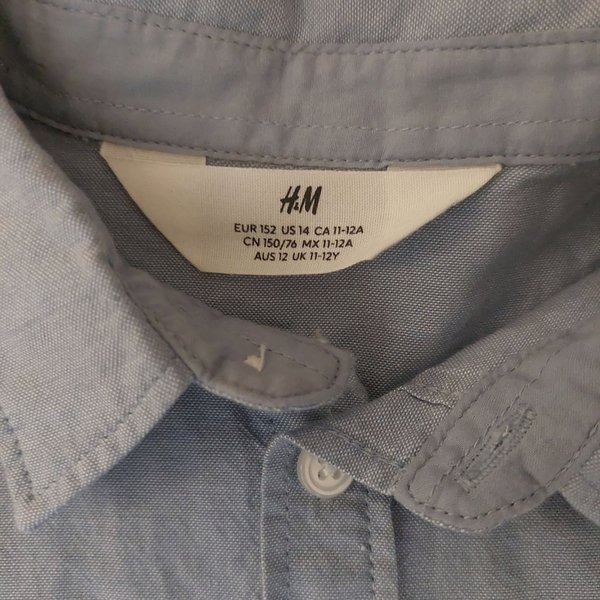 H&M
EUR 152 US 14 CA 11-12A
CN 150/76 MX 11-12A
AUS 12 UK 11-12Y